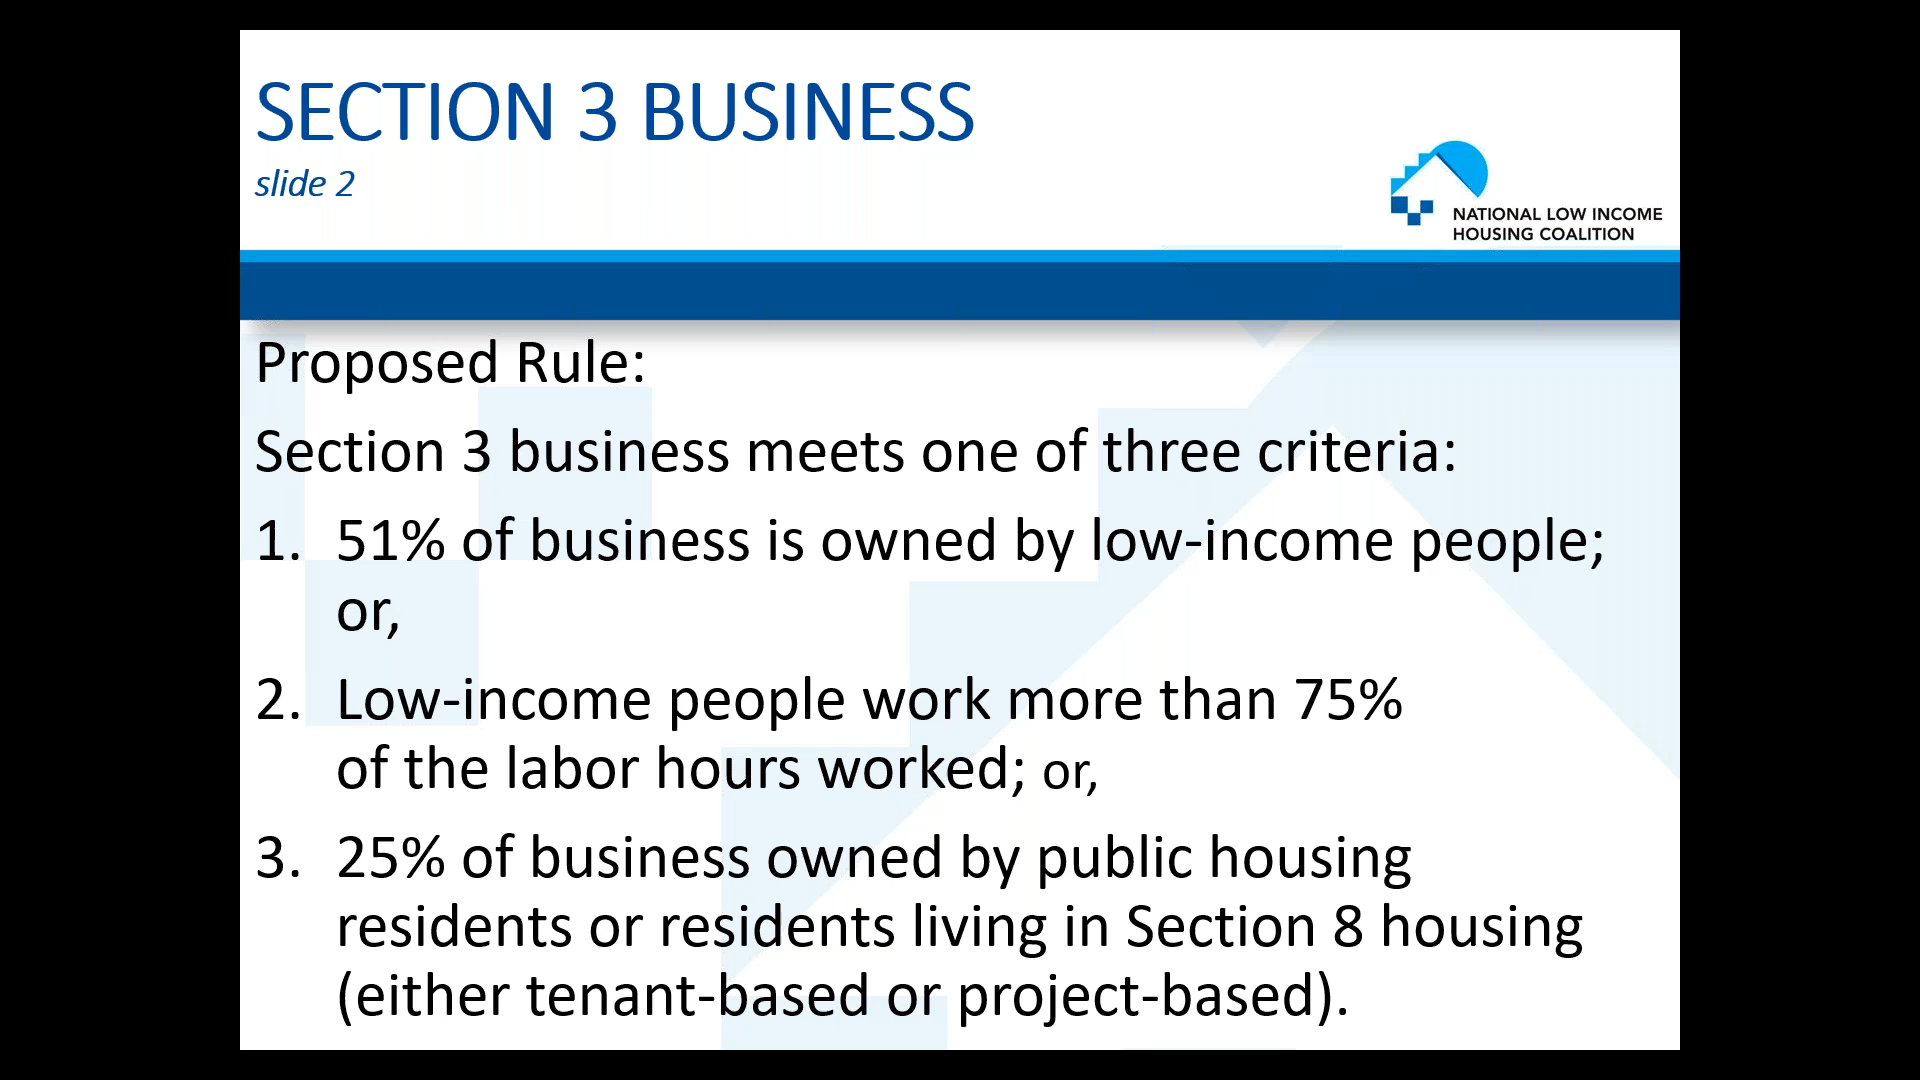 SECTION 3 BUSINESS
slide 2
NATIONAL LOW INCOME
HOUSING COALITION
Proposed Rule:
Section 3 business meets one of three criteria:
1. 51% of business is owned by low-income people;
or,
2. Low-income people work more than 75%
of the labor hours worked; or,
3. 25% of business owned by public housing
residents or residents living in Section 8 housing
(either tenant-based or project-based).